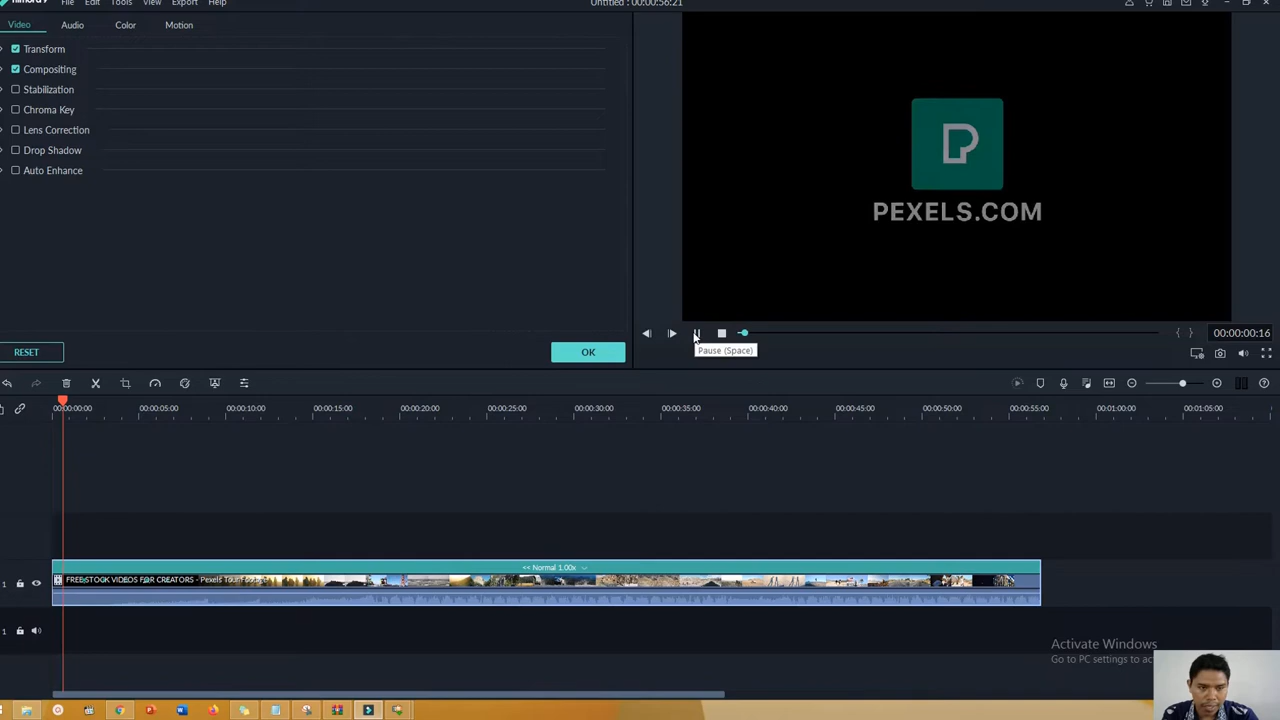 File Edit Tools View Export Help
Untitled : 00:00:56:21
Video Audio Color Motion
Transform
Compositing
Stabilization
Chroma Key
Lens Correction
Drop Shadow
Auto Enhance
RESET
OK
PEXELS.COM
00:00:00:16
Pause (Space)
00:00:00:00 00:00:05:00 00:00:10:00 00:00:15:00 00:00:20:00 00:00:25:00 00:00:30:00 00:00:35:00 00:00:40:00 00:00:45:00 00:00:50:00 00:00:55:00 00:01:00:00 00:01:05:00
<< Normal 1.00x
FREE STOCK VIDEOS FOR CREATORS - Pexels
1
1
Activate Windows
Go to PC settings to